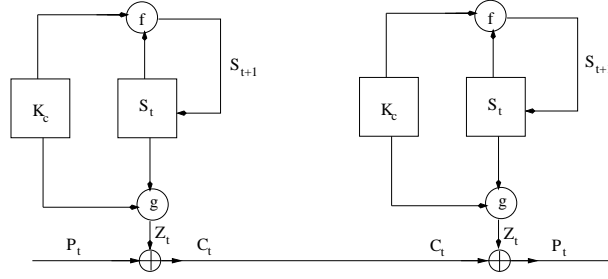 f
f
S_{t+1}
S_{t+
K_c
S_t
K_c
S_t
g
g
Z_t
Z_t
P_t
C_t
C_t
P_t